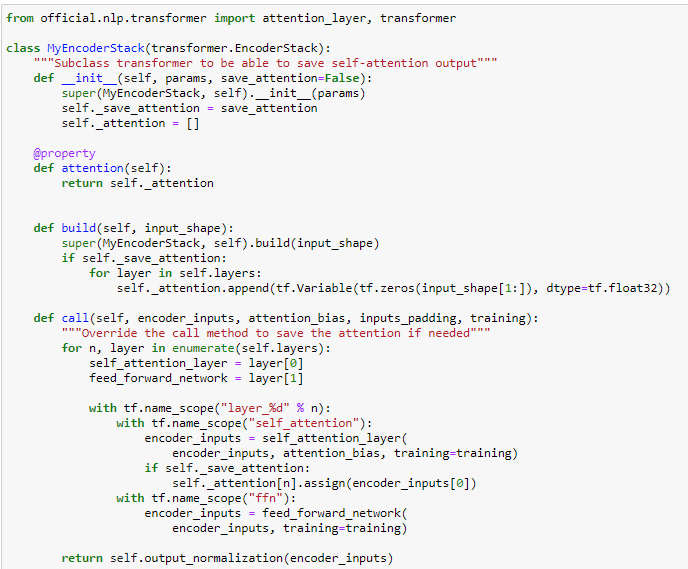 from official.nlp.transformer import attention_layer, transformer
class MyEncoderStack(transformer.EncoderStack):
    """Subclass transformer to be able to save self-attention output"""
    def __init__(self, params, save_attention=False):
        super(MyEncoderStack, self).__init__(params)
        self._save_attention = save_attention
        self._attention = []
    @property
    def attention(self):
        return self._attention
    def build(self, input_shape):
        super(MyEncoderStack, self).build(input_shape)
        if self._save_attention:
            for layer in self.layers:
                self._attention.append(tf.Variable(tf.zeros(input_shape[1:]), dtype=tf.float32))
    def call(self, encoder_inputs, attention_bias, inputs_padding, training):
        """Override the call method to save the attention if needed"""
        for n, layer in enumerate(self.layers):
            self_attention_layer = layer[0]
            feed_forward_network = layer[1]
            with tf.name_scope("layer_%d" % n):
                with tf.name_scope("self_attention"):
                    encoder_inputs = self_attention_layer(
                        encoder_inputs, attention_bias, training=training)
                    if self._save_attention:
                        self._attention[n].assign(encoder_inputs[0])
                with tf.name_scope("ffn"):
                    encoder_inputs = feed_forward_network(
                        encoder_inputs, training=training)
        return self.output_normalization(encoder_inputs)